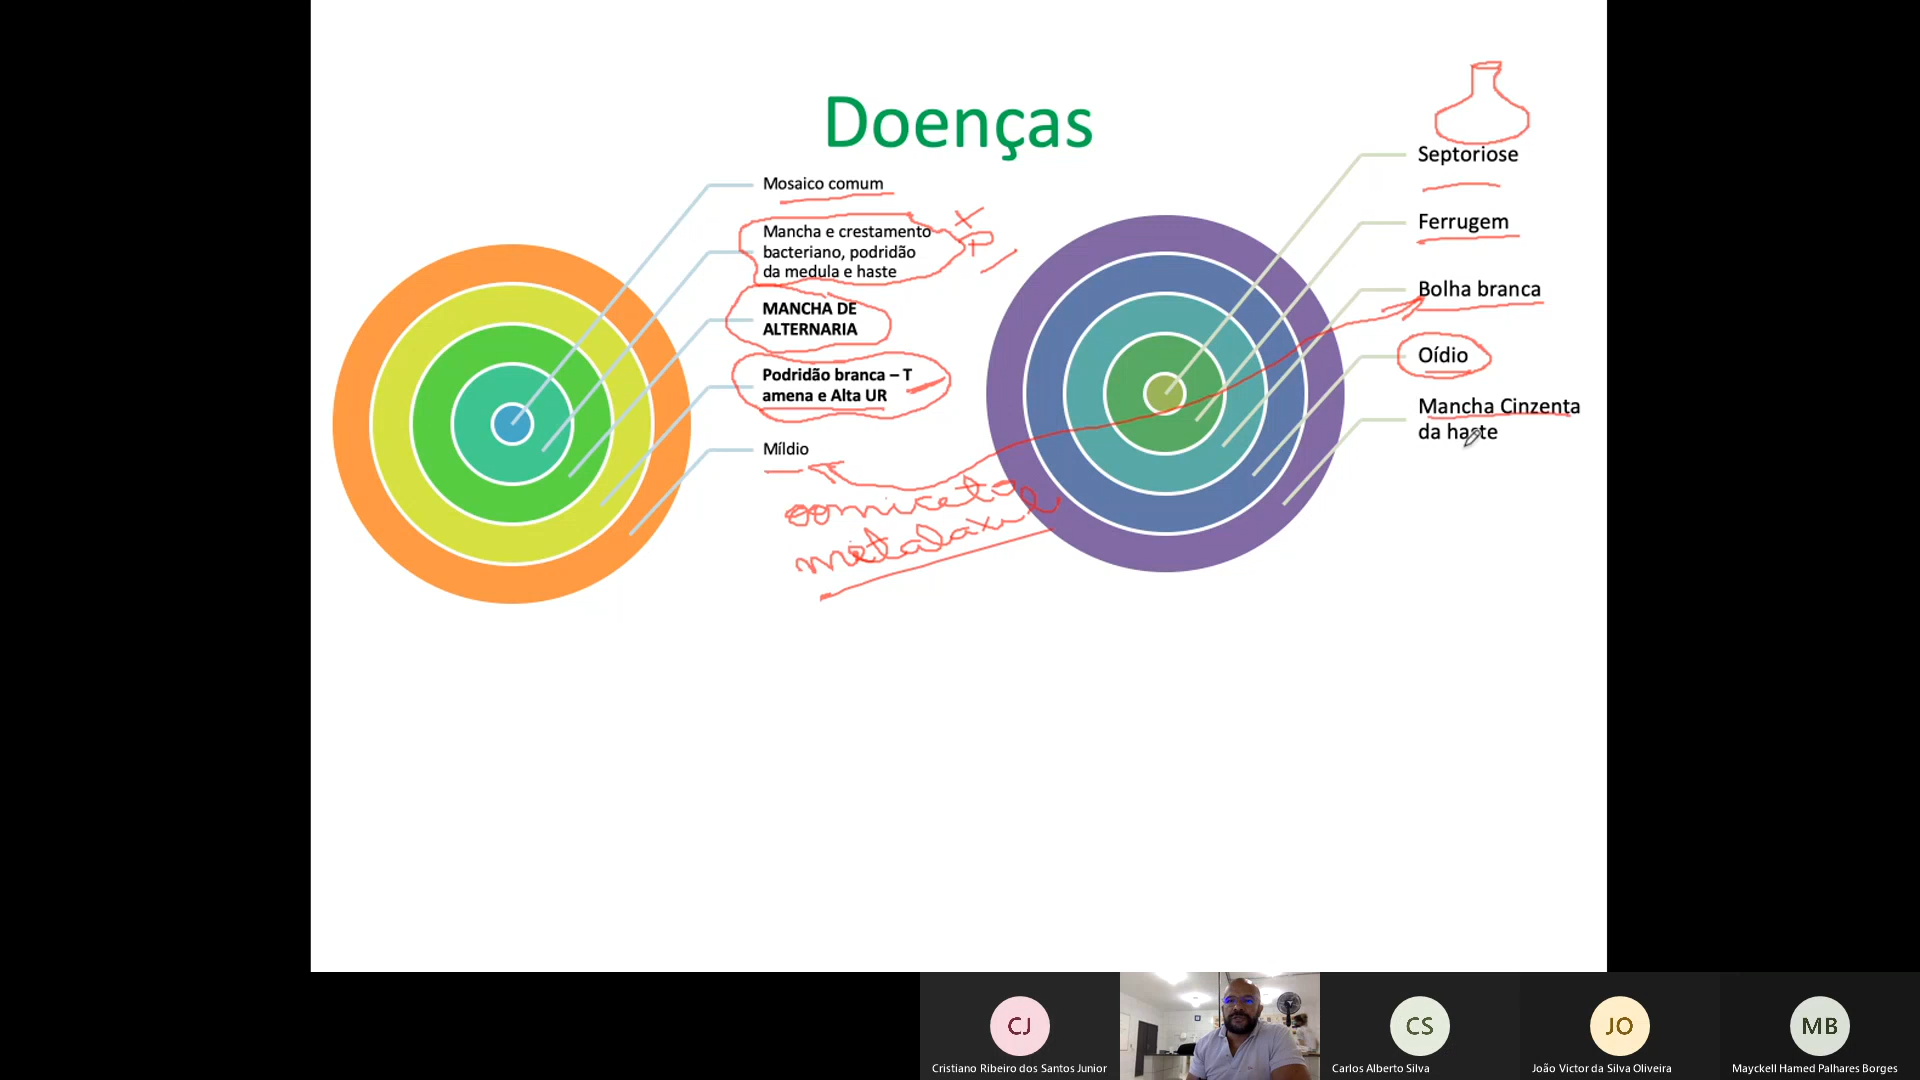 Doenças
Mosaico comum
Mancha e crestamento
bacteriano, podridão
da medula e haste
MANCHA DE
ALTERNARIA
Podridão branca – T
amena e Alta UR
Míldio
oomiceto
metalaxil
Septoriose
Ferrugem
Bolha branca
Oídio
Mancha Cinzenta
da haste
CJ
Cristiano Ribeiro dos Santos Junior
CS
Carlos Alberto Silva
JO
João Victor da Silva Oliveira
MB
Mayckell Hamed Palhares Borges